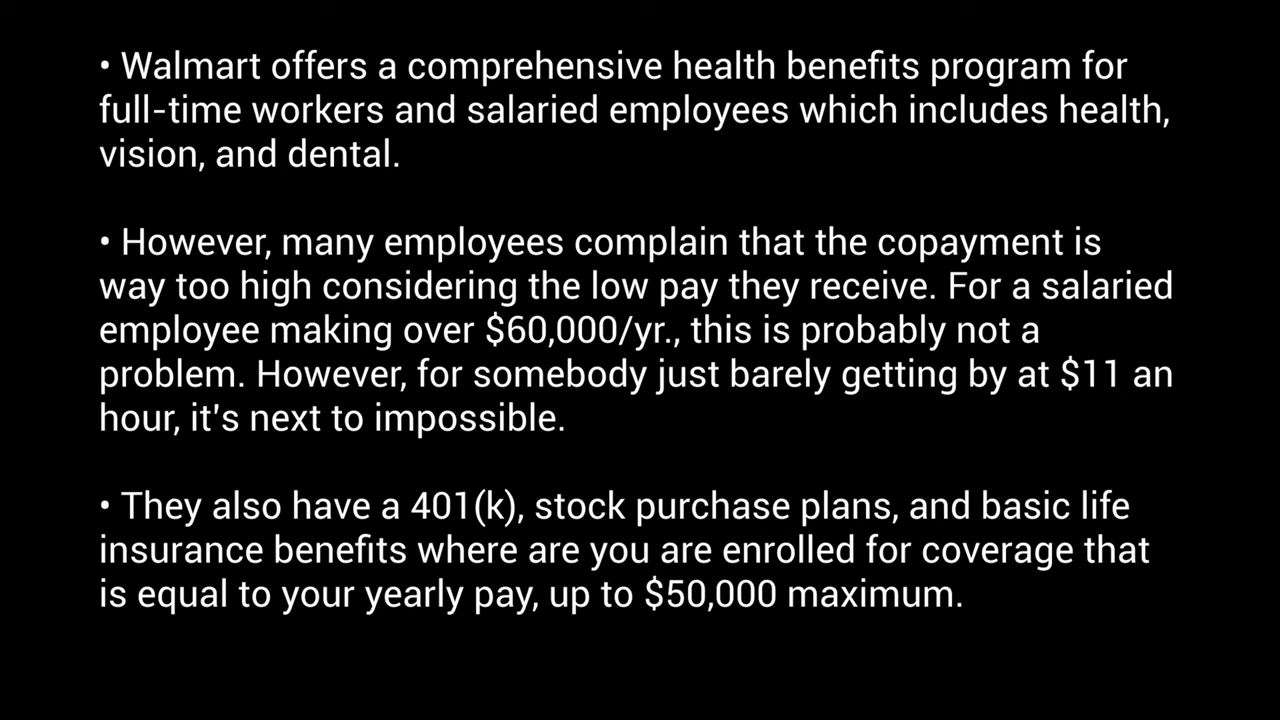 • Walmart offers a comprehensive health benefits program for
full-time workers and salaried employees which includes health,
vision, and dental.
• However, many employees complain that the copayment is
way too high considering the low pay they receive. For a salaried
employee making over $60,000/yr., this is probably not a
problem. However, for somebody just barely getting by at $11 an
hour, it's next to impossible.
• They also have a 401(k), stock purchase plans, and basic life
insurance benefits where are you are enrolled for coverage that
is equal to your yearly pay, up to $50,000 maximum.